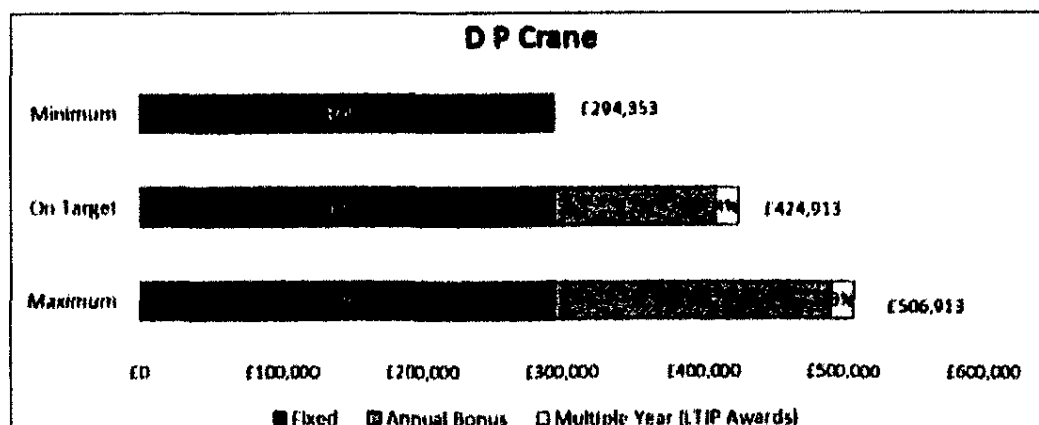 D P Crane
Minimum £294,353
On Target 4% £424,913
Maximum £506,913
£0 £100,000 £200,000 £300,000 £400,000 £500,000 £600,000
Fixed Annual Bonus Multiple Year (LTIP Awards)